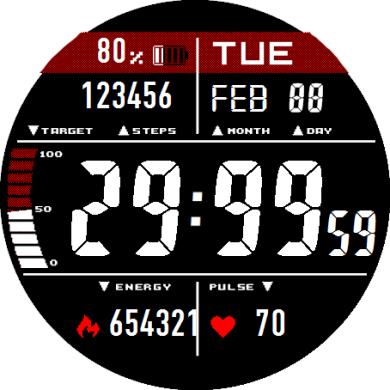 80% TUE
123456 FEB 88
▼TARGET ▲STEPS ▲MONTH ▲DAY
100
50
0
29:99 59
▼ ENERGY PULSE ▼
654321 70